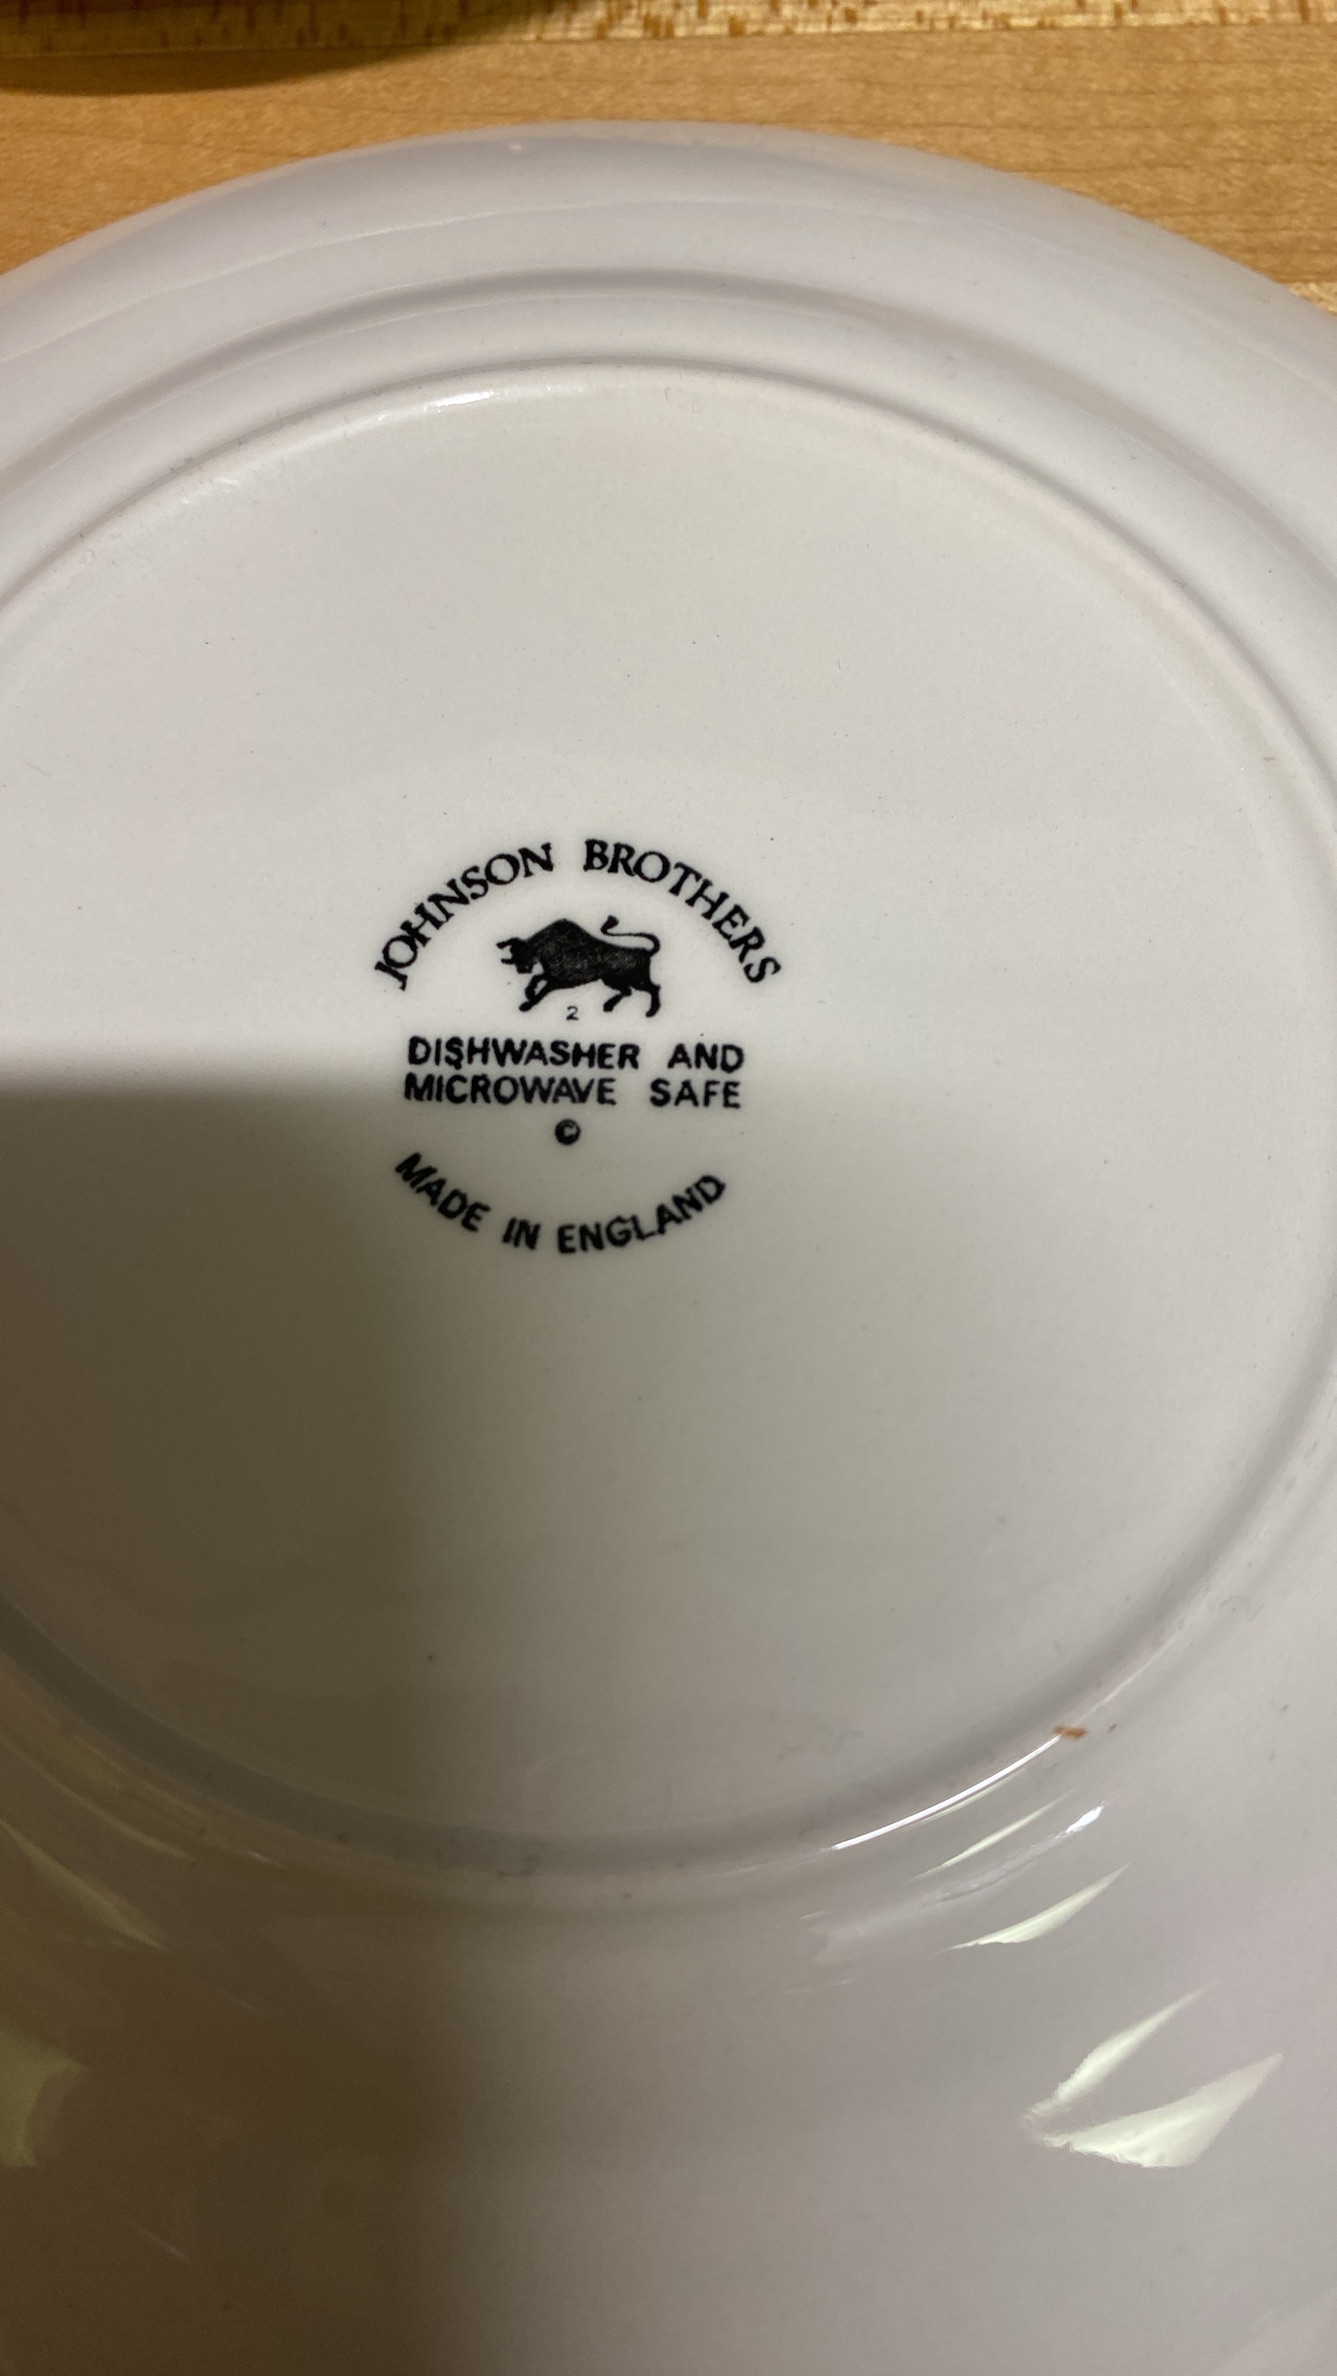 JOHNSON BROTHERS
2
DISHWASHER AND
MICROWAVE SAFE
©
MADE IN ENGLAND